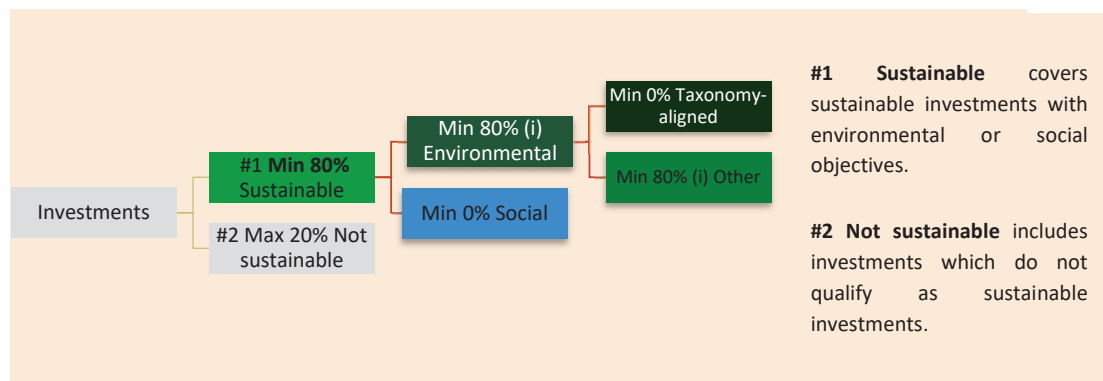 Investments
#1 Min 80%
Sustainable
#2 Max 20% Not
sustainable
Min 80% (i)
Environmental
Min 0% Social
Min 0% Taxonomy-
aligned
Min 80% (i) Other
#1 Sustainable covers
sustainable investments with
environmental or social
objectives.
#2 Not sustainable includes
investments which do not
qualify as sustainable
investments.